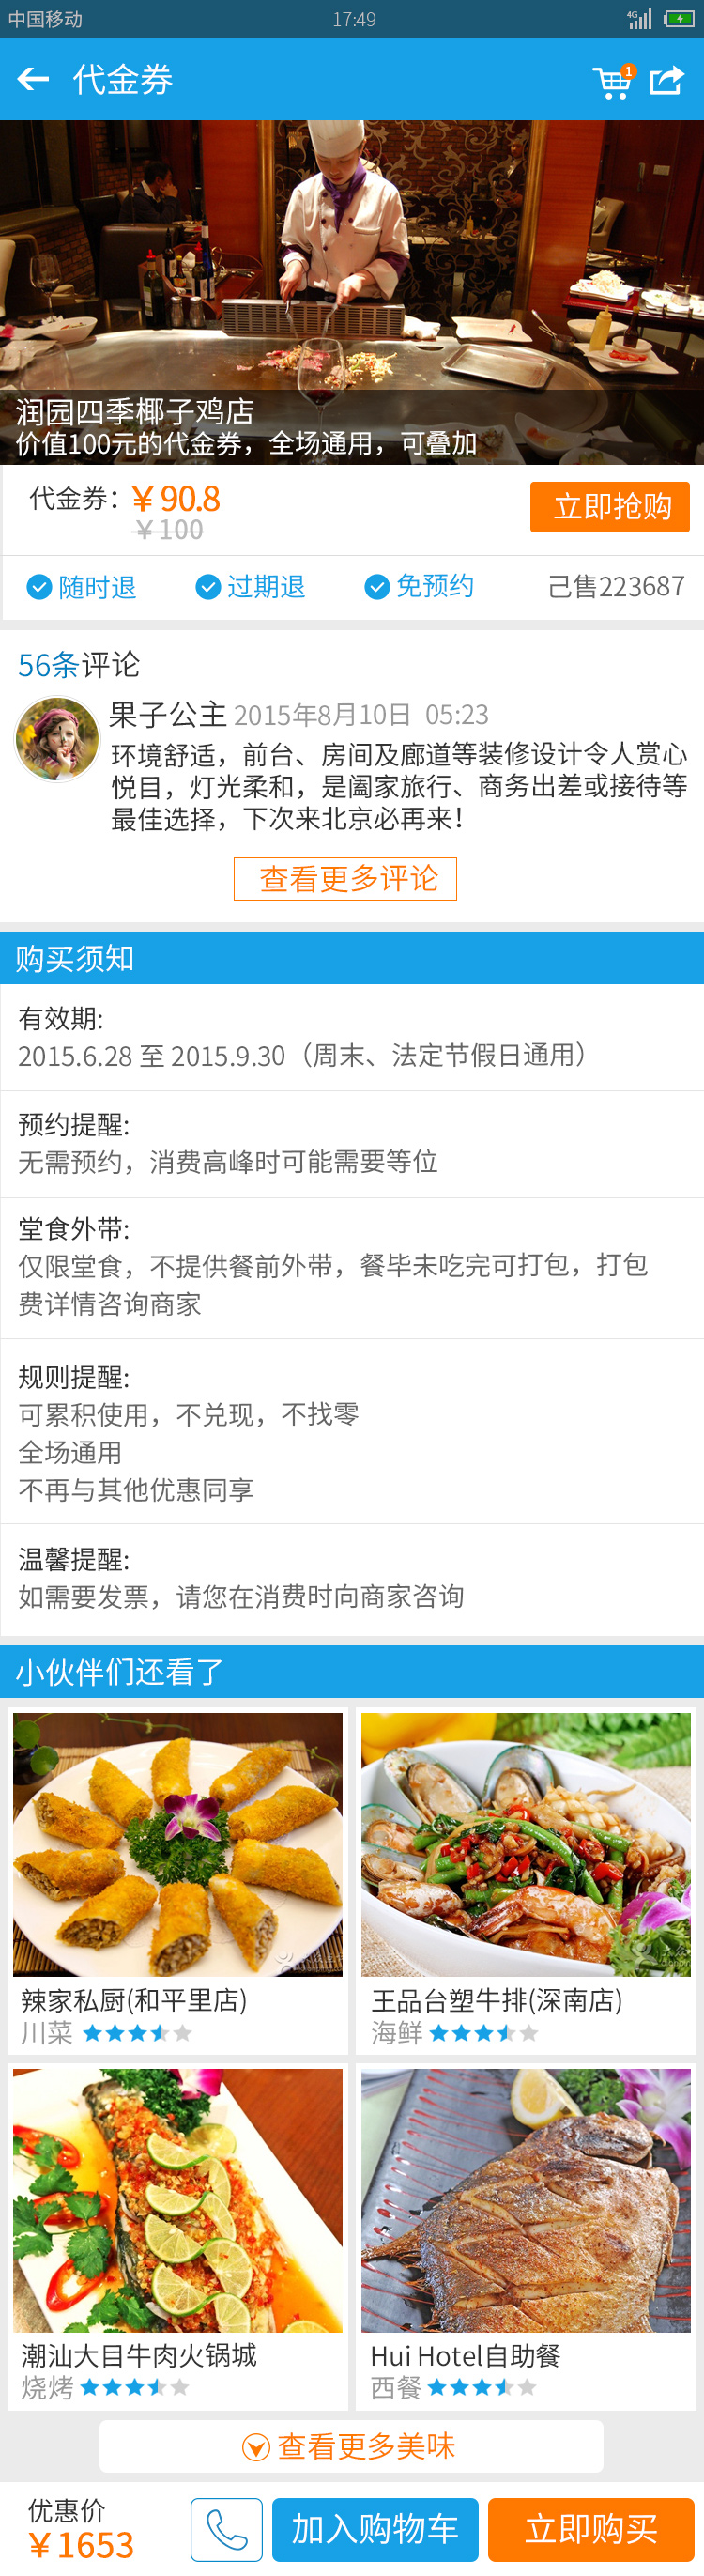 中国移动 17:49 4G
代金券 1
润园四季椰子鸡店
价值100元的代金券，全场通用，可叠加
代金券：￥90.8 立即抢购
￥100
随时退 过期退 免预约 己售223687
56条评论
果子公主 2015年8月10日 05:23
环境舒适，前台、房间及廊道等装修设计令人赏心
悦目，灯光柔和，是阖家旅行、商务出差或接待等
最佳选择，下次来北京必再来！
查看更多评论
购买须知
有效期:
2015.6.28 至 2015.9.30（周末、法定节假日通用）
预约提醒:
无需预约，消费高峰时可能需要等位
堂食外带:
仅限堂食，不提供餐前外带，餐毕未吃完可打包，打包
费详情咨询商家
规则提醒:
可累积使用，不兑现，不找零
全场通用
不再与其他优惠同享
温馨提醒:
如需要发票，请您在消费时向商家咨询
小伙伴们还看了
辣家私厨(和平里店)
川菜
王品台塑牛排(深南店)
海鲜
潮汕大目牛肉火锅城
烧烤
Hui Hotel自助餐
西餐
查看更多美味
优惠价
￥1653
加入购物车
立即购买